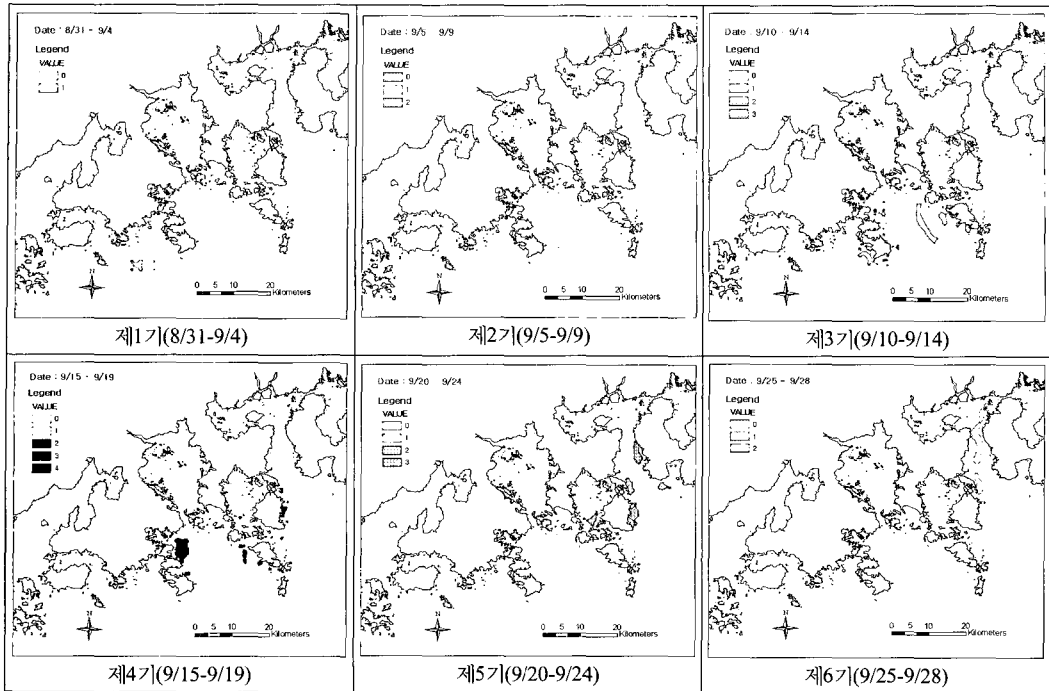 Date : 8/31 - 9/4
Legend
VALUE
0
1
N
0 5 10 20
Kilometers
제1기(8/31-9/4)
Date : 9/5 9/9
Legend
VALUE
0
1
2
N
0 5 10 20
Kilometers
제2기(9/5-9/9)
Date : 9/10 - 9/14
Legend
VALUE
0
1
2
3
N
0 5 10 20
Kilometers
제3기(9/10-9/14)
Date : 9/15 - 9/19
Legend
VALUE
0
1
2
3
4
N
0 5 10 20
Kilometers
제4기(9/15-9/19)
Date : 9/20 9/24
Legend
VALUE
0
1
2
3
N
0 5 10 20
Kilometers
제5기(9/20-9/24)
Date : 9/25 - 9/28
Legend
VALUE
0
1
2
N
0 5 10 20
Kilometers
제6기(9/25-9/28)